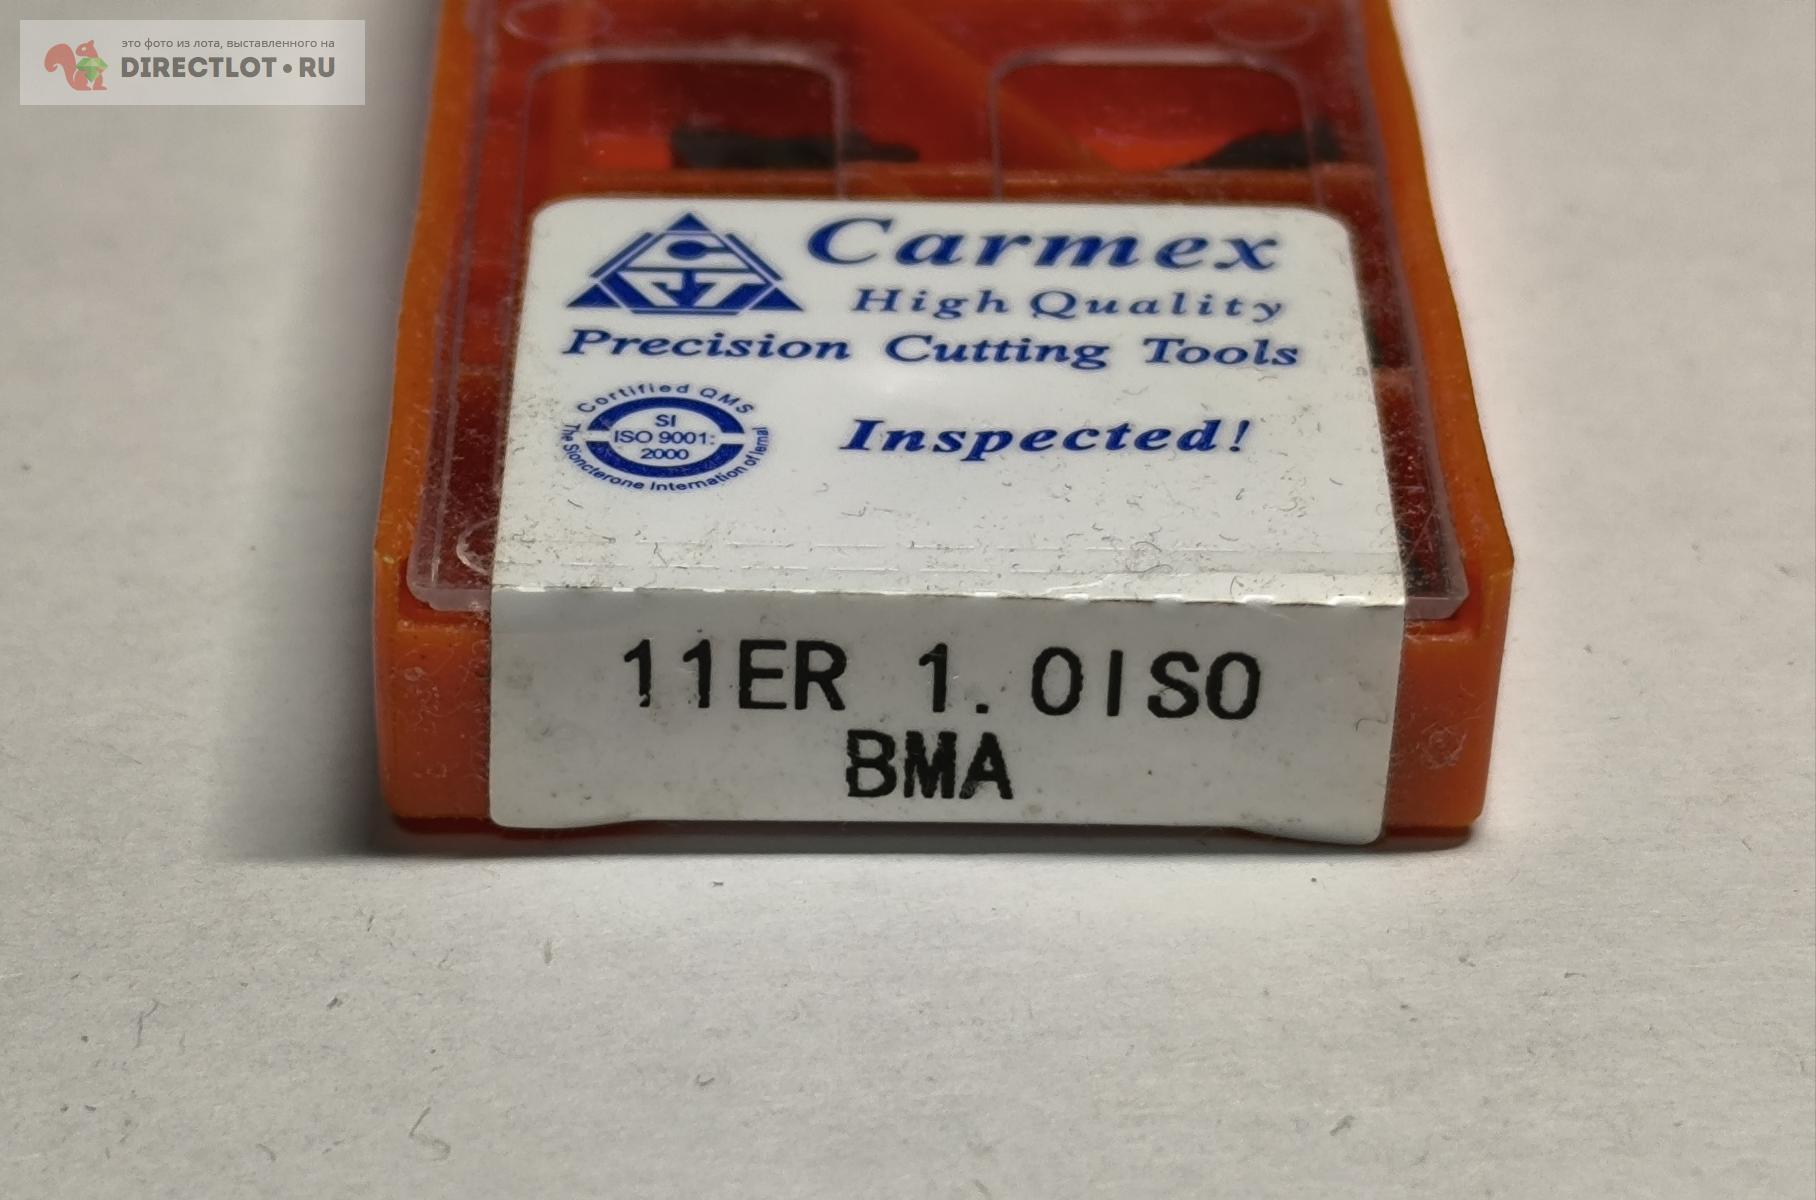 это фото из лота, выставленного на
DIRECTLOT•RU
Carmex
High Quality
Precision Cutting Tools
Certified QMS
SI
ISO 9001:
2000
Inspected!
11ER 1.0ISO
BMA